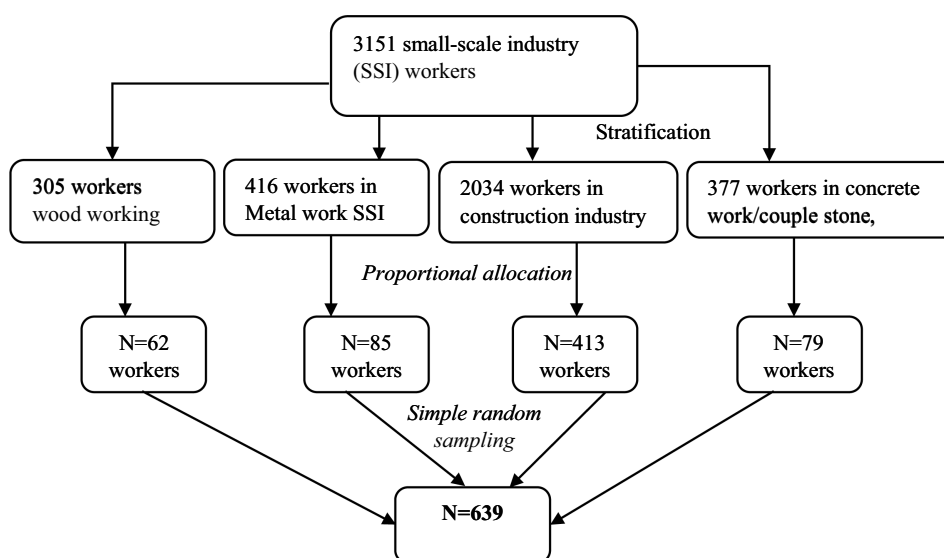 3151 small-scale industry
(SSI) workers
Stratification
305 workers
wood working
416 workers in
Metal work SSI
2034 workers in
construction industry
377 workers in concrete
work/couple stone,
Proportional allocation
N=62
workers
N=85
workers
N=413
workers
N=79
workers
Simple random
sampling
N=639